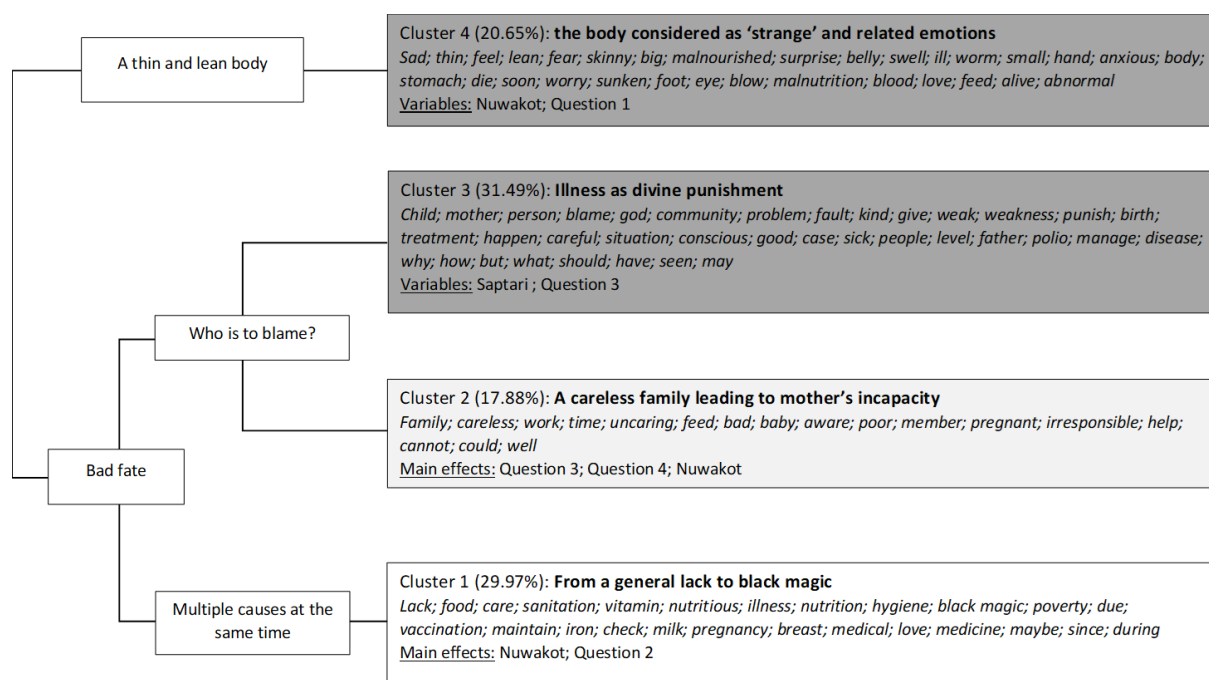 A thin and lean body
Cluster 4 (20.65%): the body considered as ‘strange’ and related emotions
Sad; thin; feel; lean; fear; skinny; big; malnourished; surprise; belly; swell; ill; worm; small; hand; anxious; body;
stomach; die; soon; worry; sunken; foot; eye; blow; malnutrition; blood; love; feed; alive; abnormal
Variables: Nuwakot; Question 1
Cluster 3 (31.49%): Illness as divine punishment
Child; mother; person; blame; god; community; problem; fault; kind; give; weak; weakness; punish; birth;
treatment; happen; careful; situation; conscious; good; case; sick; people; level; father; polio; manage; disease;
why; how; but; what; should; have; seen; may
Variables: Saptari ; Question 3
Who is to blame?
Cluster 2 (17.88%): A careless family leading to mother’s incapacity
Family; careless; work; time; uncaring; feed; bad; baby; aware; poor; member; pregnant; irresponsible; help;
cannot; could; well
Main effects: Question 3; Question 4; Nuwakot
Bad fate
Multiple causes at the
same time
Cluster 1 (29.97%): From a general lack to black magic
Lack; food; care; sanitation; vitamin; nutritious; illness; nutrition; hygiene; black magic; poverty; due;
vaccination; maintain; iron; check; milk; pregnancy; breast; medical; love; medicine; maybe; since; during
Main effects: Nuwakot; Question 2